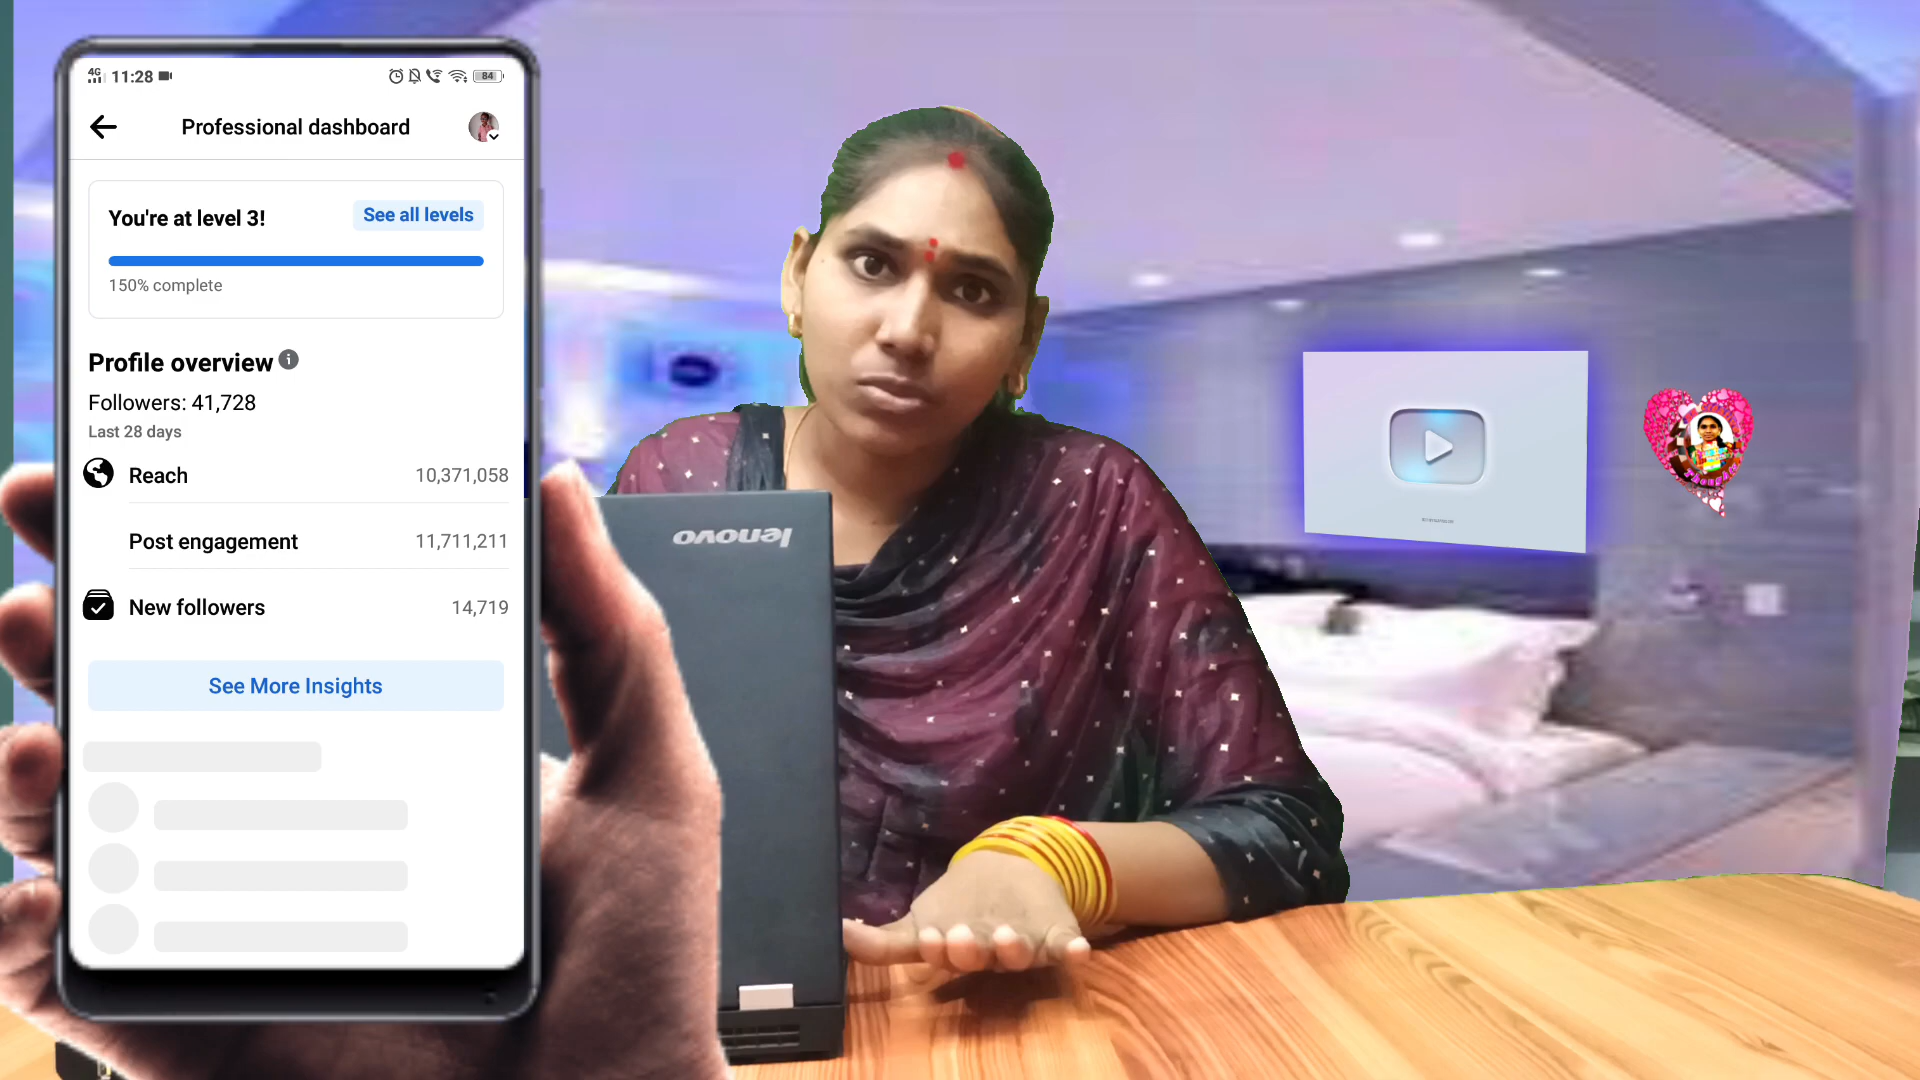 4G 11:28 84
Professional dashboard
You're at level 3!
See all levels
150% complete
Profile overview
Followers: 41,728
Last 28 days
Reach 10,371,058
Post engagement 11,711,211
New followers 14,719
See More Insights
lenovo